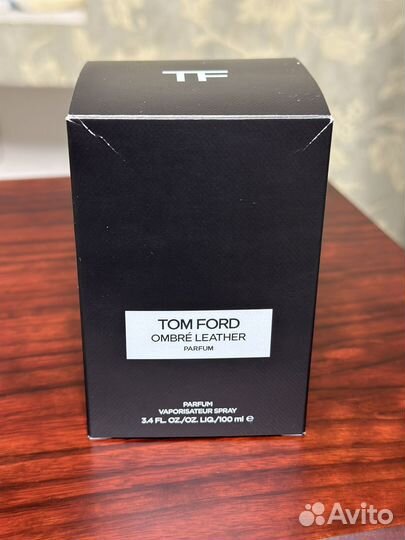 TF
TOM FORD
OMBRÉ LEATHER
PARFUM
PARFUM
VAPORISATEUR SPRAY
3.4 FL. OZ./OZ. LIQ./100 ml ℮
Avito